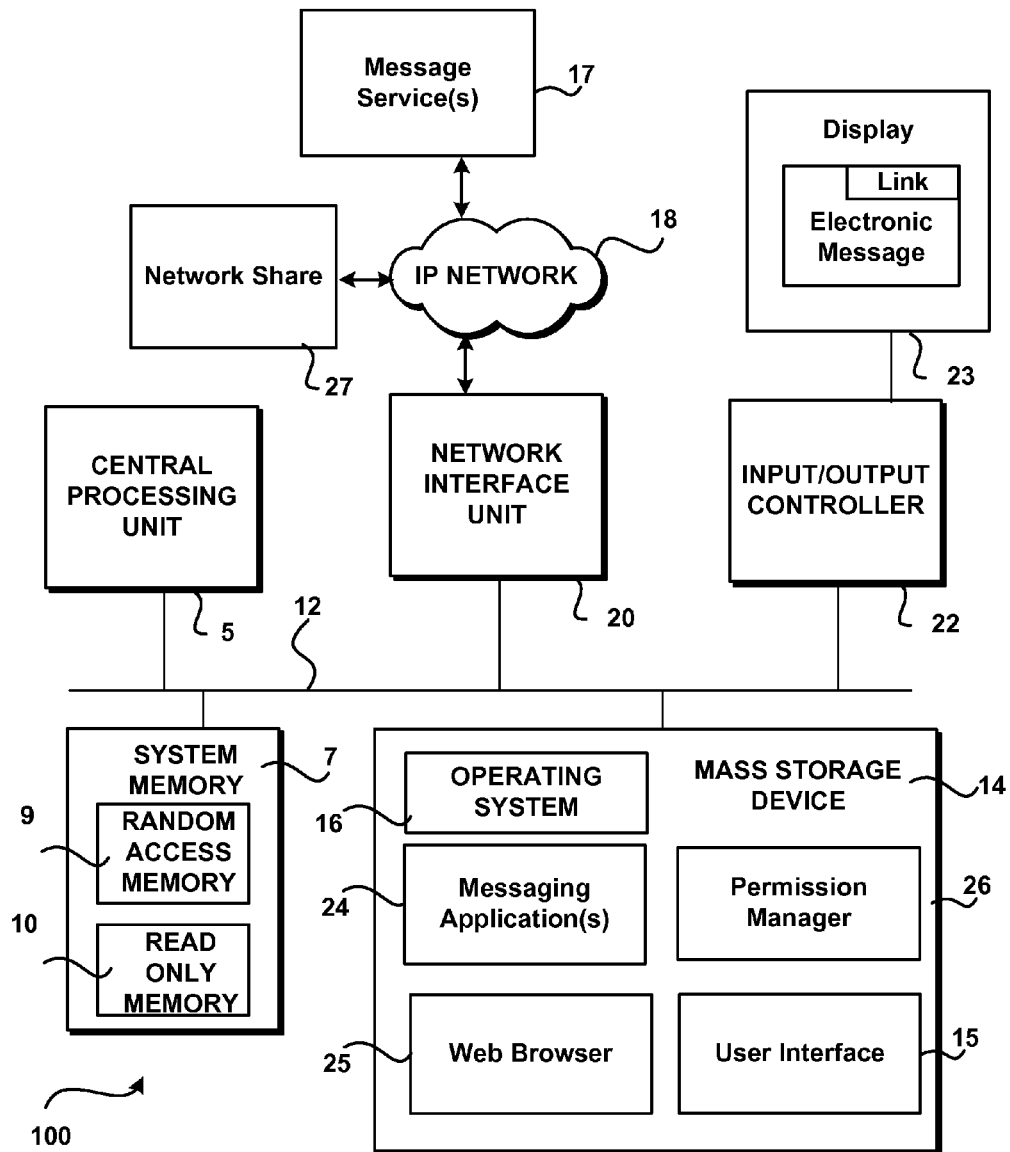 Message
Service(s)
17
Display
Link
Electronic
Message
18
Network Share
IP NETWORK
27
23
CENTRAL
PROCESSING
UNIT
NETWORK
INTERFACE
UNIT
INPUT/OUTPUT
CONTROLLER
5
12
20
22
SYSTEM
MEMORY
7
9
RANDOM
ACCESS
MEMORY
10
READ
ONLY
MEMORY
OPERATING
SYSTEM
16
MASS STORAGE
DEVICE
14
24
Messaging
Application(s)
Permission
Manager
26
25
Web Browser
User Interface
15
100